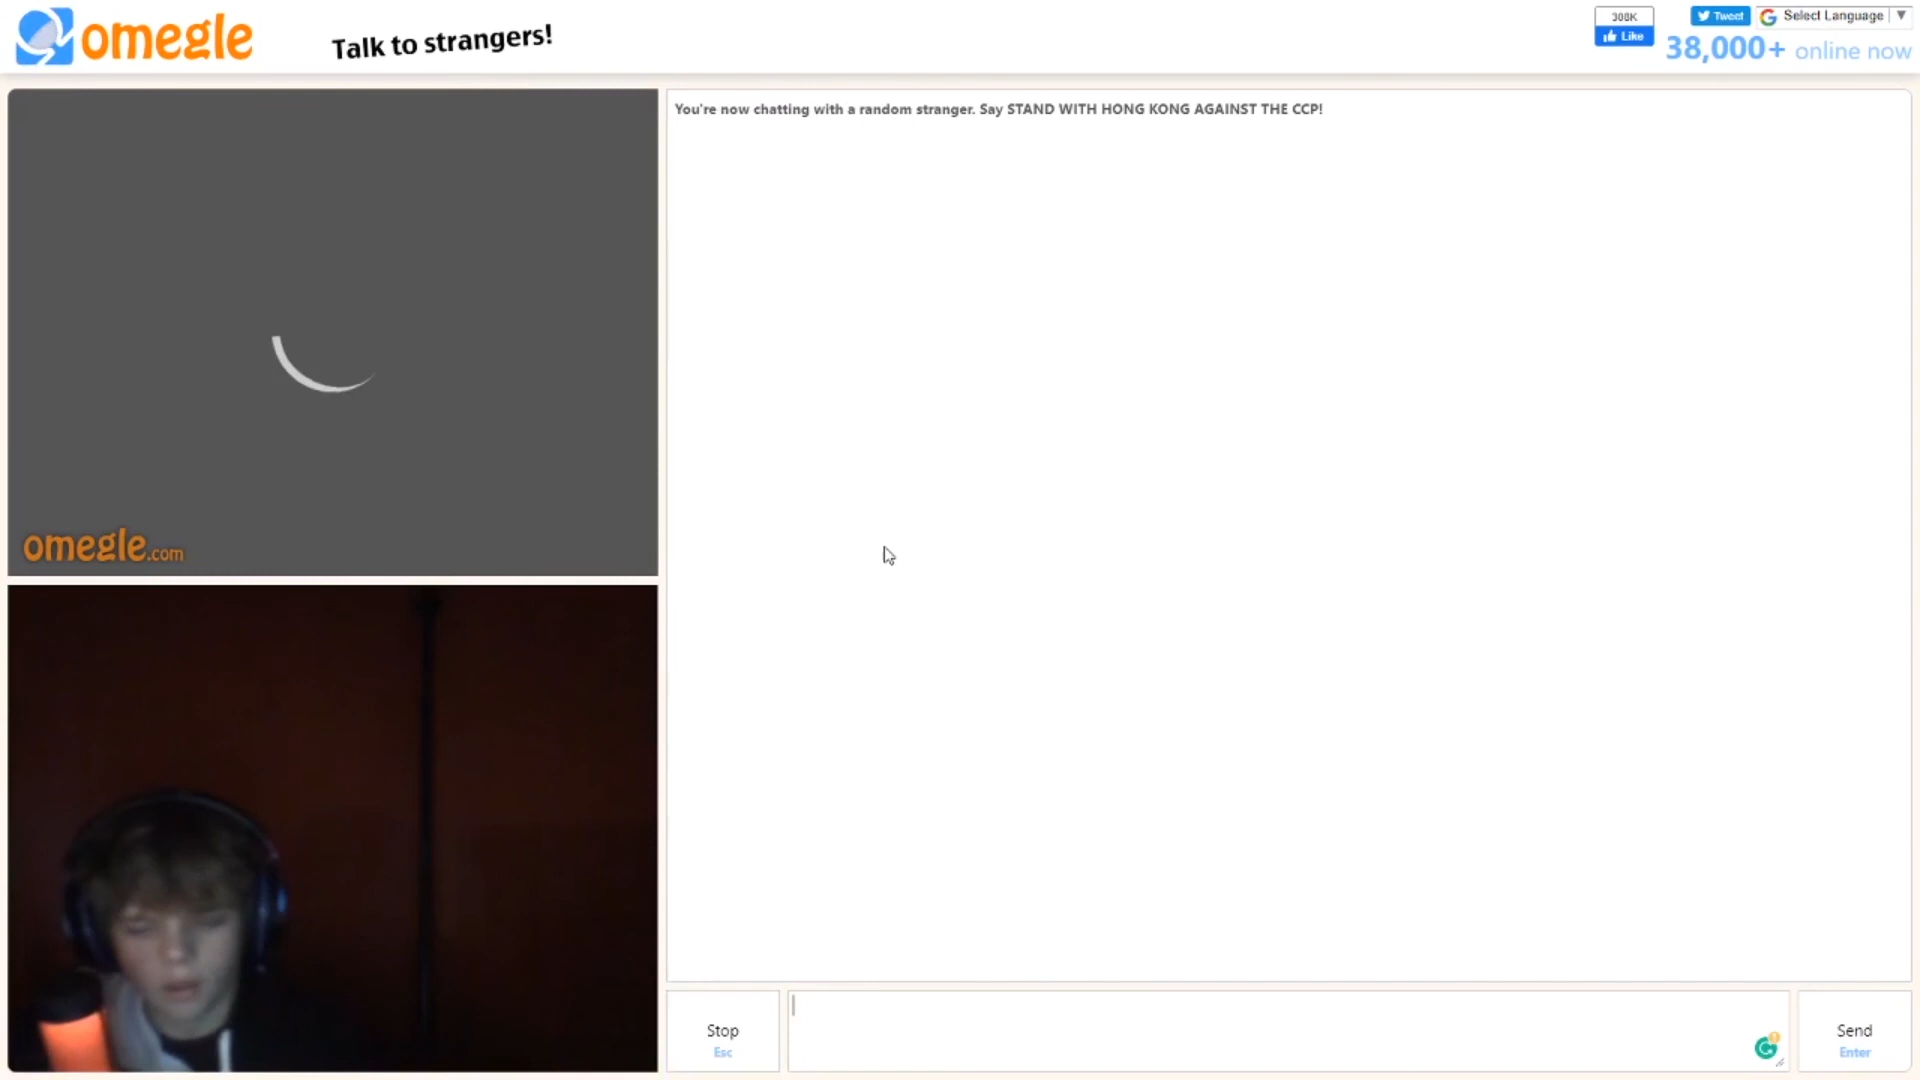 omegle
Talk to strangers!
308K
Like
Tweet
Select Language
38,000+ online now
You're now chatting with a random stranger. Say STAND WITH HONG KONG AGAINST THE CCP!
omegle.com
Stop
Esc
Send
Enter